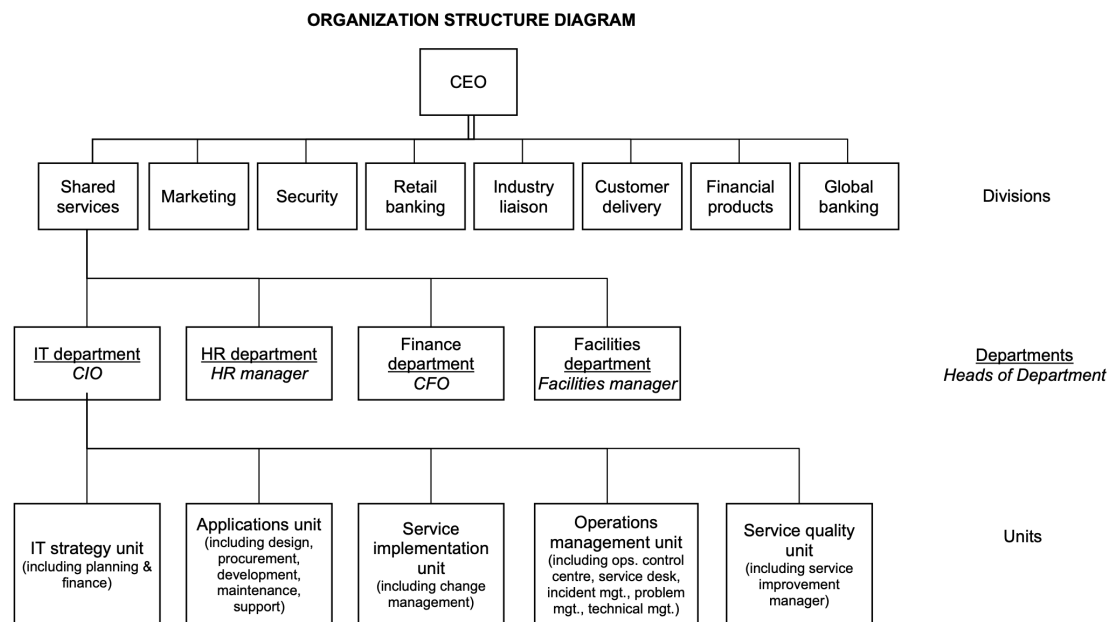 ORGANIZATION STRUCTURE DIAGRAM
CEO
Shared
services
Marketing
Security
Retail
banking
Industry
liaison
Customer
delivery
Financial
products
Global
banking
Divisions
IT department
CIO
HR department
HR manager
Finance
department
CFO
Facilities
department
Facilities manager
Departments
Heads of Department
IT strategy unit
(including planning &
finance)
Applications unit
(including design,
procurement,
development,
maintenance,
support)
Service
implementation
unit
(including change
management)
Operations
management unit
(including ops. control
centre, service desk,
incident mgt., problem
mgt., technical mgt.)
Service quality
unit
(including service
improvement
manager)
Units